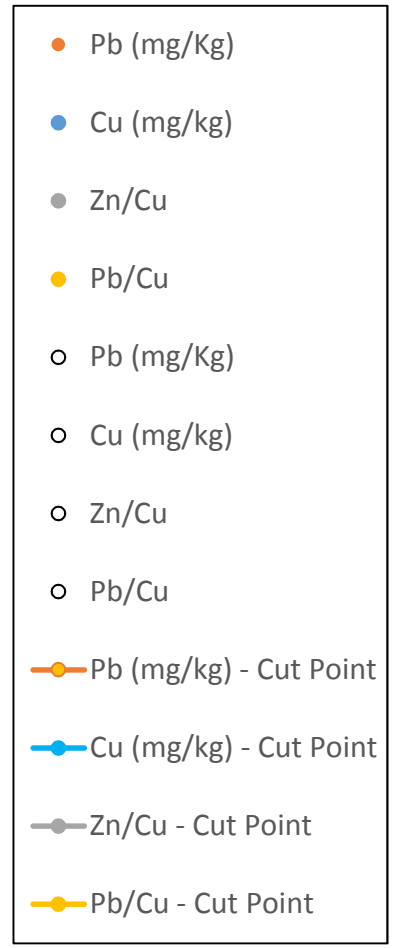 Pb (mg/Kg)
Cu (mg/kg)
Zn/Cu
Pb/Cu
Pb (mg/Kg)
Cu (mg/kg)
Zn/Cu
Pb/Cu
Pb (mg/kg) - Cut Point
Cu (mg/kg) - Cut Point
Zn/Cu - Cut Point
Pb/Cu - Cut Point